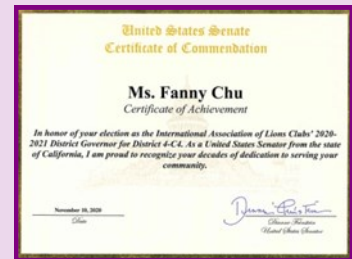 United States Senate
Certificate of Commendation
Ms. Fanny Chu
Certificate of Achievement
In honor of your election as the International Association of Lions Clubs' 2020-
2021 District Governor for District 4-C4. As a United States Senator from the state
of California, I am proud to recognize your decades of dedication to serving your
community.
November 10, 2020
Date
Dianne Feinstein
United States Senator